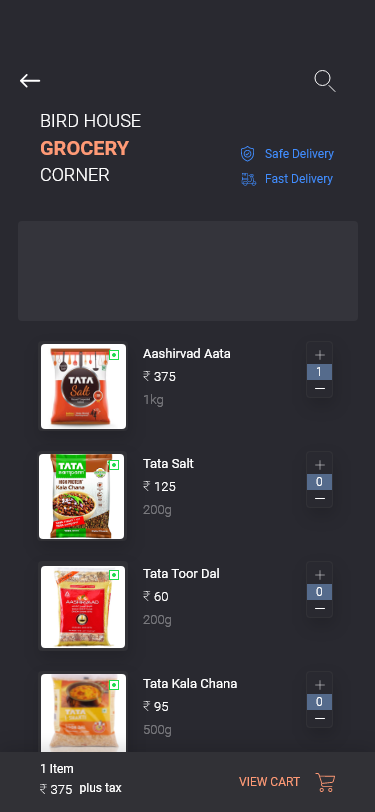 BIRD HOUSE
GROCERY
CORNER
Safe Delivery
Fast Delivery
TATA
Salt
Aashirvad Aata
₹ 375
1kg
+
1
−
TATA
sampann
HIGH PROTEIN
Kala Chana
Tata Salt
₹ 125
200g
+
0
−
AASHIRVAAD
Tata Toor Dal
₹ 60
200g
+
0
−
TATA
Tata Kala Chana
₹ 95
500g
+
0
−
1 Item
₹ 375 plus tax
VIEW CART